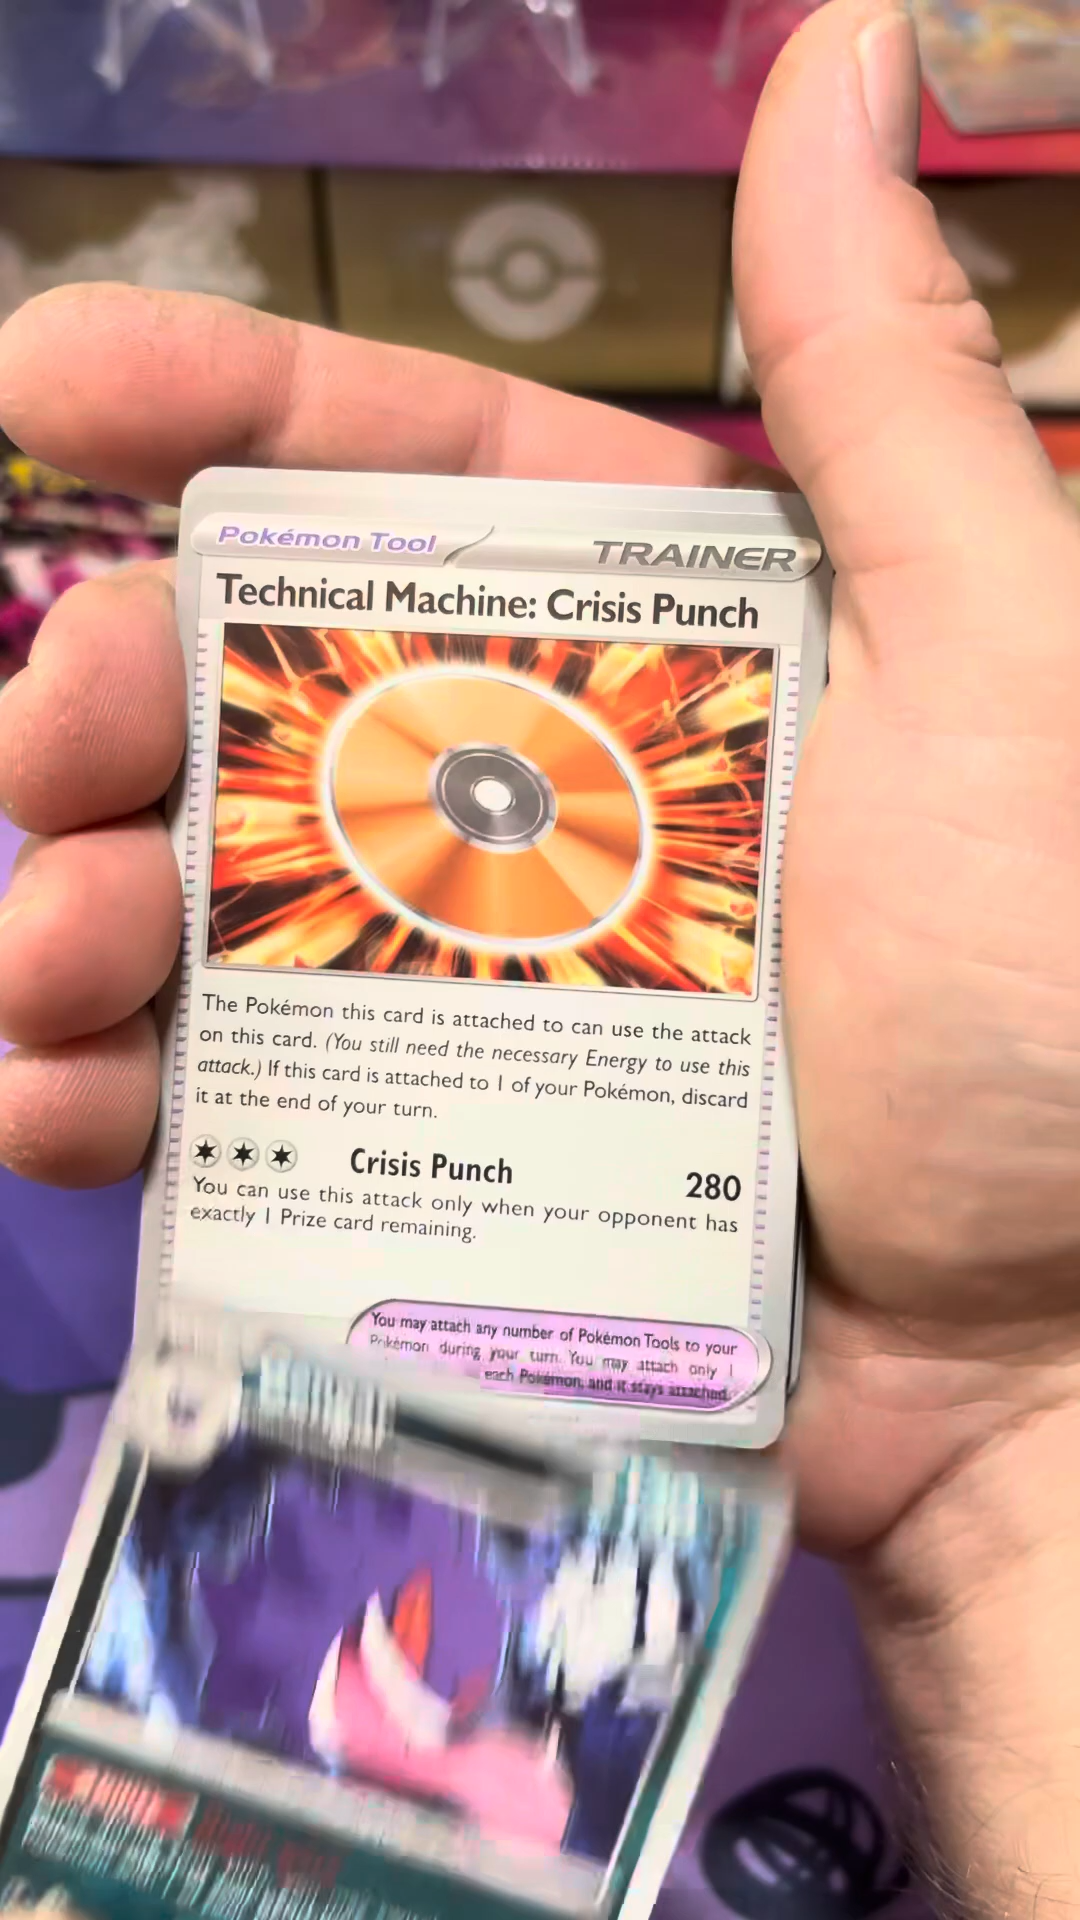 Pokémon Tool
TRAINER
Technical Machine: Crisis Punch
The Pokémon this card is attached to can use the attack
on this card. (You still need the necessary Energy to use this
attack.) If this card is attached to 1 of your Pokémon, discard
it at the end of your turn.
Crisis Punch 280
You can use this attack only when your opponent has
exactly 1 Prize card remaining.
You may attach any number of Pokémon Tools to your
Pokémon during your turn. You may attach only 1
each Pokémon, and it stays attached.